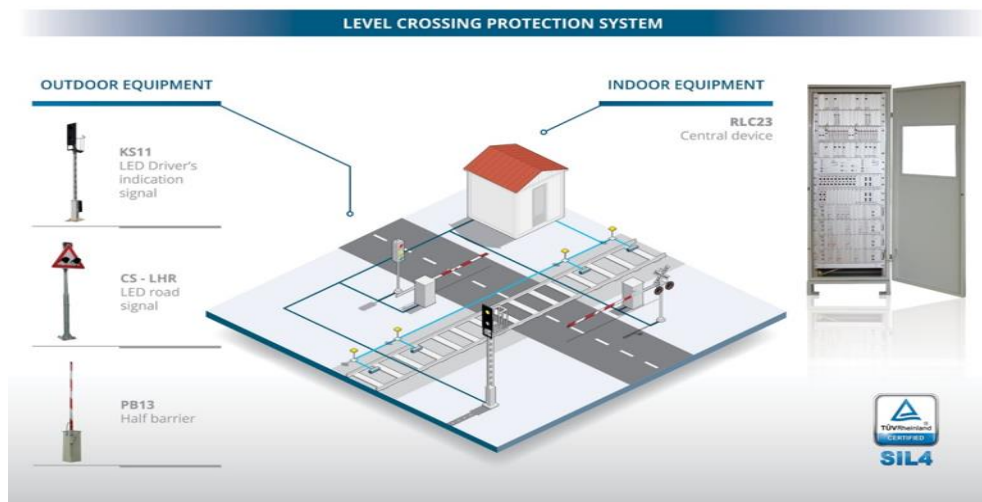 LEVEL CROSSING PROTECTION SYSTEM
OUTDOOR EQUIPMENT
KS11
LED Driver's
indication
signal
CS - LHR
LED road
signal
PB13
Half barrier
INDOOR EQUIPMENT
RLC23
Central device
TÜVRheinland
CERTIFIED
SIL4